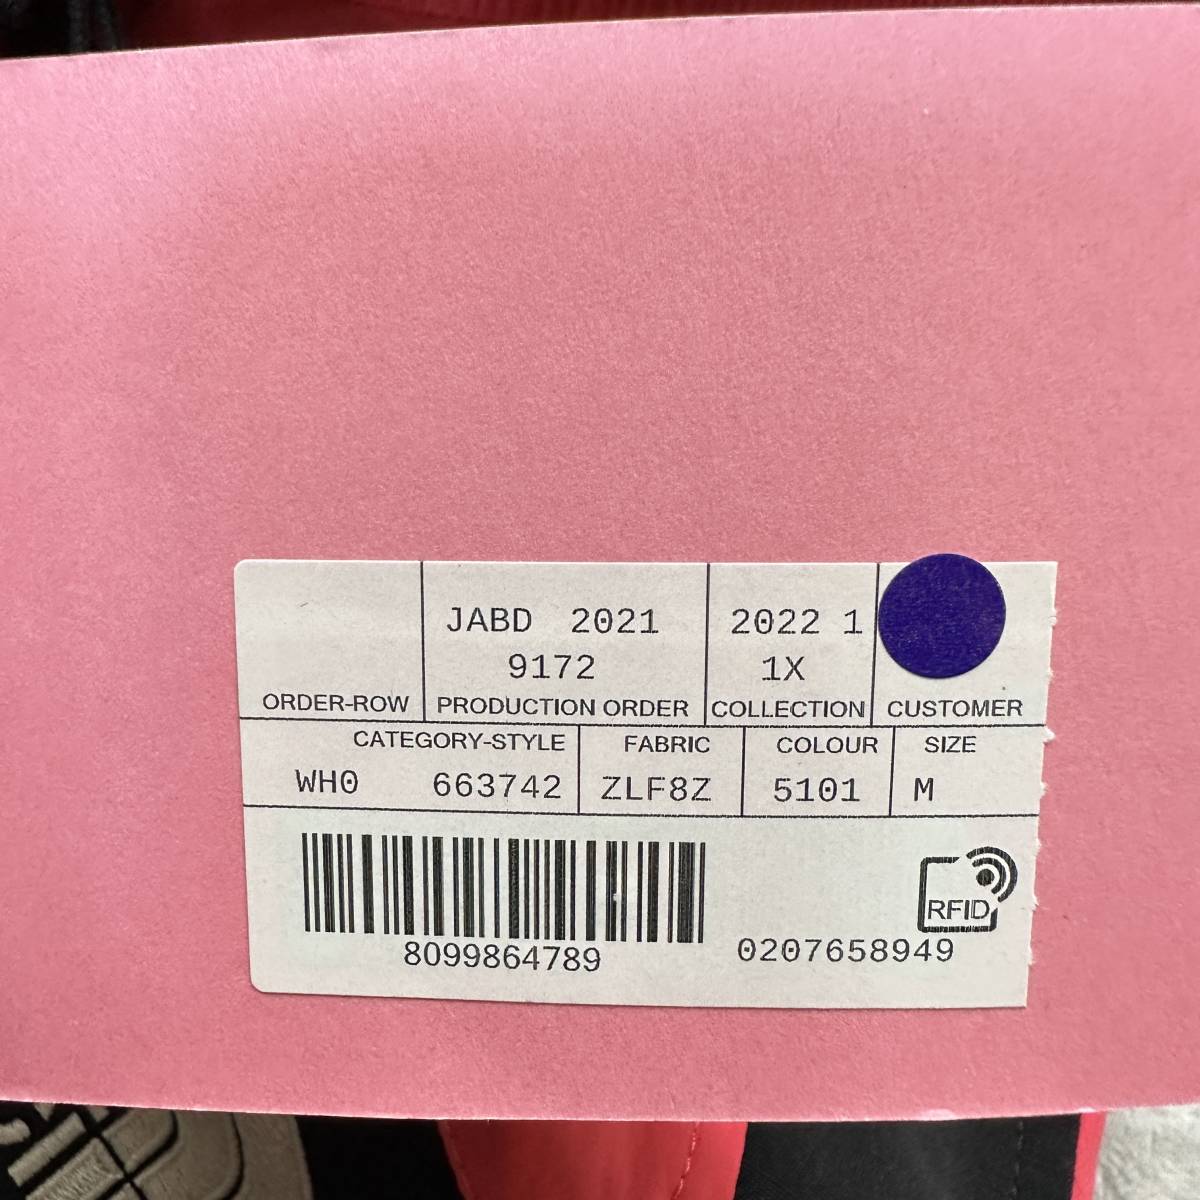 JABD 2021 2022 1
9172 1X
ORDER-ROW PRODUCTION ORDER COLLECTION CUSTOMER
CATEGORY-STYLE FABRIC COLOUR SIZE
WH0 663742 ZLF8Z 5101 M
RFID
8099864789 0207658949